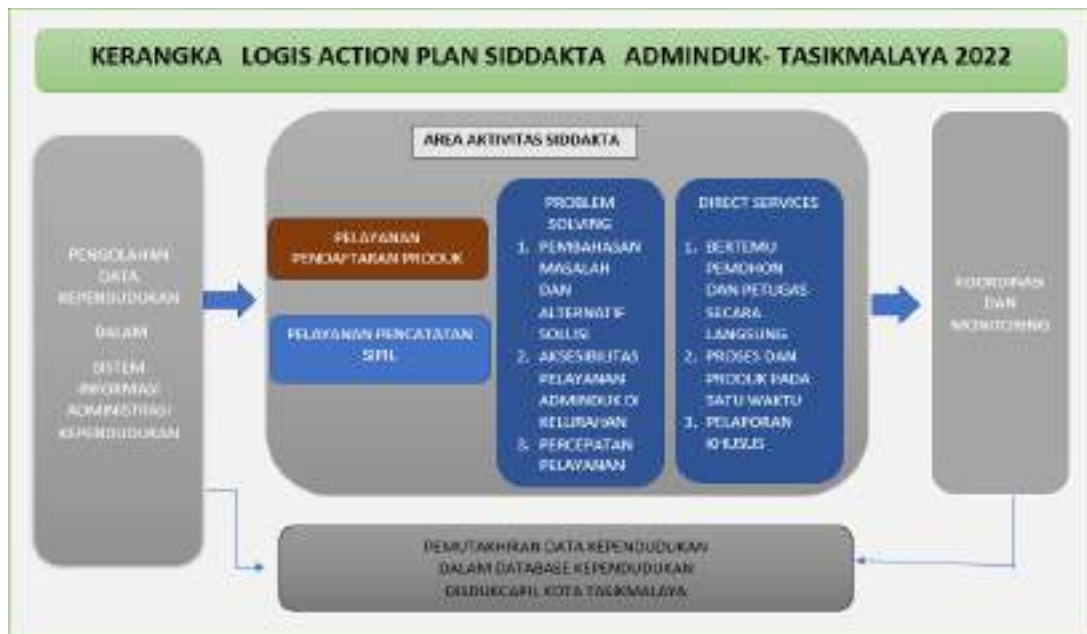 KERANGKA LOGIS ACTION PLAN SIDDAKTA ADMINDUK- TASIKMALAYA 2022
PENGOLAHAN
DATA
KEPENDUDUKAN
DALAM
SISTEM
INFORMASI
ADMINISTRASI
KEPENDUDUKAN
AREA AKTIVITAS SIDDAKTA
PELAYANAN
PENDAFTARAN PRODUK
PELAYANAN PENCATATAN
SIPIL
PROBLEM
SOLVING
1. PEMBAHASAN
MASALAH
DAN
ALTERNATIF
SOLUSI
2. AKSESIBILITAS
PELAYANAN
ADMINDUK DI
KELURAHAN
3. PERCEPATAN
PELAYANAN
DIRECT SERVICES
1. BERTEMU
PEMOHON
DAN PETUGAS
SECARA
LANGSUNG
2. PROSES DAN
PRODUK PADA
SATU WAKTU
3. PELAPORAN
KHUSUS
KOORDINASI
DAN
MONITORING
PEMUTAKHIRAN DATA KEPENDUDUKAN
DALAM DATABASE KEPENDUDUKAN
DISDUKCAPIL KOTA TASIKMALAYA